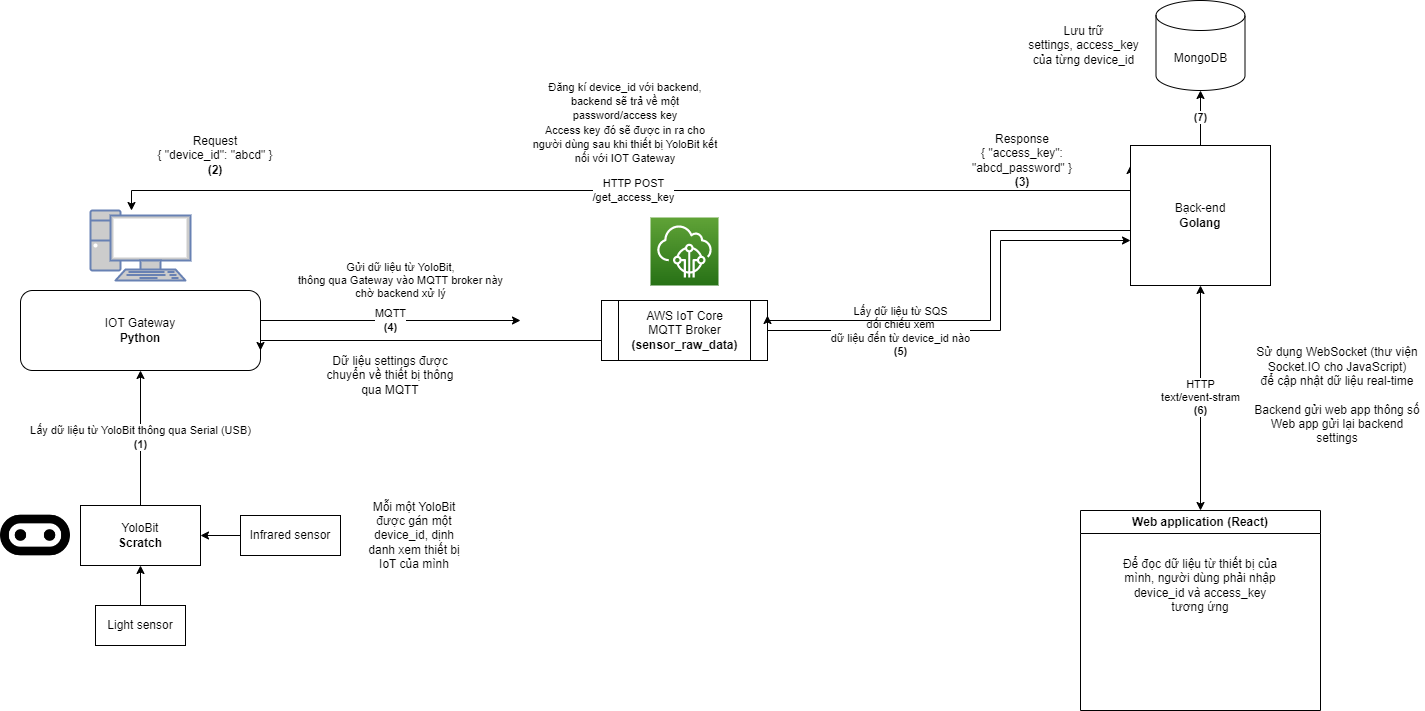 Lưu trữ
settings, access_key
của từng device_id
MongoDB
(7)
Đăng kí device_id với backend,
backend sẽ trả về một
password/access key
Access key đó sẽ được in ra cho
người dùng sau khi thiết bị YoloBit kết
nối với IOT Gateway
Request
{ "device_id": "abcd" }
(2)
Response
{ "access_key":
"abcd_password" }
(3)
HTTP POST
/get_access_key
Back-end
Golang
Gửi dữ liệu từ YoloBit,
thông qua Gateway vào MQTT broker này
chờ backend xử lý
MQTT
(4)
IOT Gateway
Python
AWS IoT Core
MQTT Broker
(sensor_raw_data)
Lấy dữ liệu từ SQS
đối chiếu xem
dữ liệu đến từ device_id nào
(5)
Dữ liệu settings được
chuyển về thiết bị thông
qua MQTT
HTTP
text/event-stram
(6)
Sử dụng WebSocket (thư viện
Socket.IO cho JavaScript)
để cập nhật dữ liệu real-time
Backend gửi web app thông số
Web app gửi lại backend
settings
Lấy dữ liệu từ YoloBit thông qua Serial (USB)
(1)
YoloBit
Scratch
Infrared sensor
Mỗi một YoloBit
được gán một
device_id, dịnh
danh xem thiết bị
IoT của mình
Light sensor
Web application (React)
Để đọc dữ liệu từ thiết bị của
mình, người dùng phải nhập
device_id và access_key
tương ứng